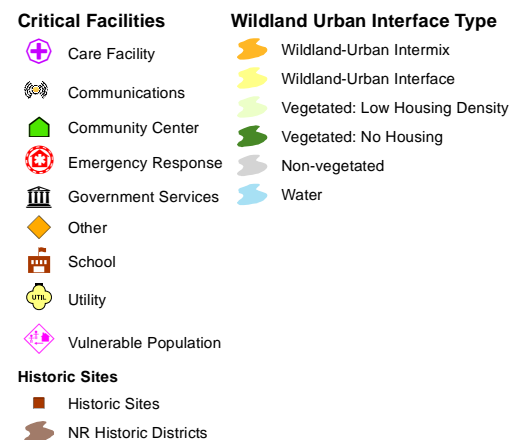 Critical Facilities
Care Facility
Communications
Community Center
Emergency Response
Government Services
Other
School
UTIL
Utility
Vulnerable Population
Historic Sites
Historic Sites
NR Historic Districts
Wildland Urban Interface Type
Wildland-Urban Intermix
Wildland-Urban Interface
Vegetated: Low Housing Density
Vegetated: No Housing
Non-vegetated
Water